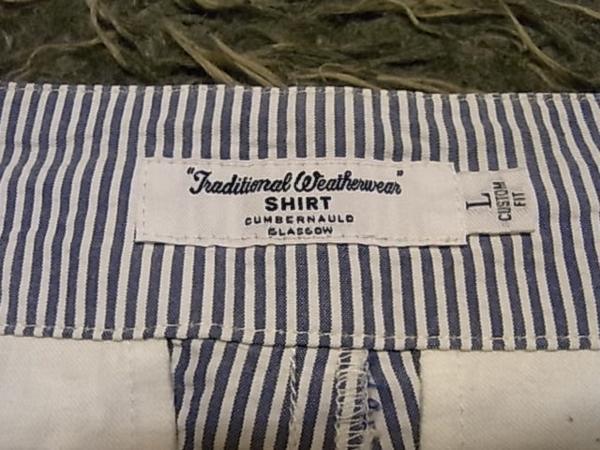 "Traditional Weatherwear"
SHIRT
CUMBERNAULD
GLASGOW
L
CUSTOM
FIT